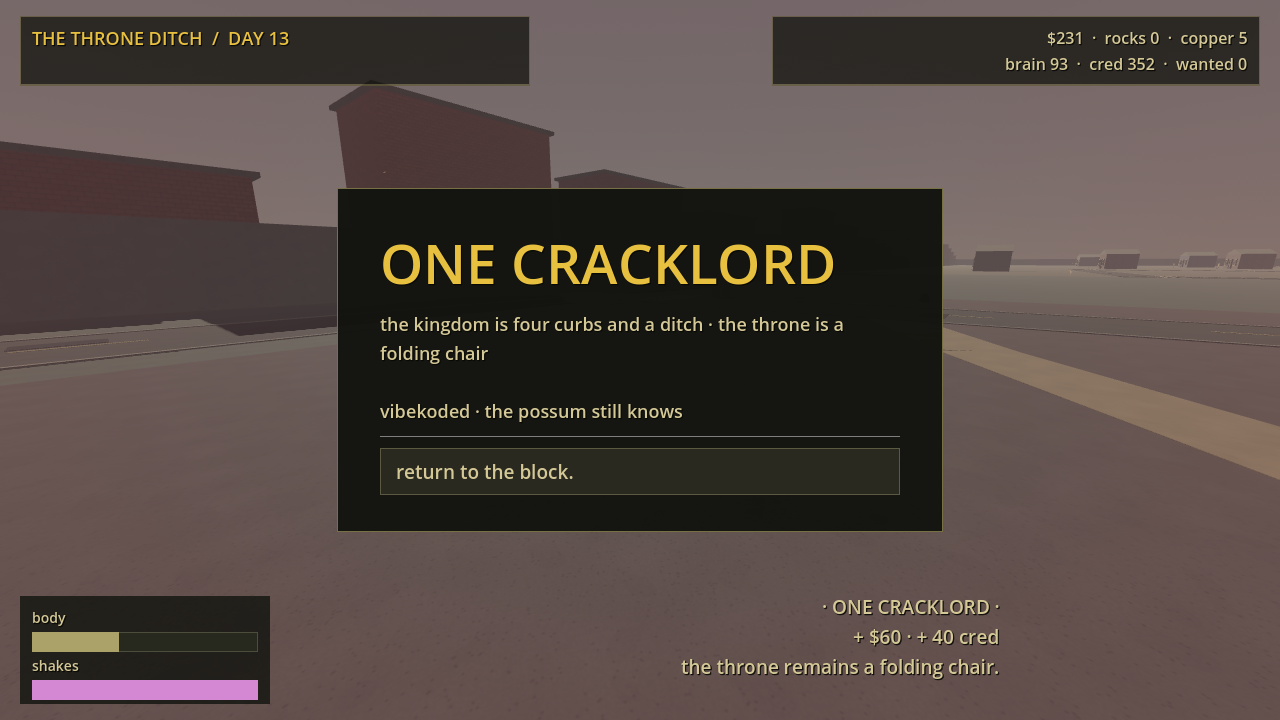 THE THRONE DITCH / DAY 13
$231 · rocks 0 · copper 5
brain 93 · cred 352 · wanted 0
ONE CRACKLORD
the kingdom is four curbs and a ditch · the throne is a
folding chair
vibekoded · the possum still knows
return to the block.
body
shakes
· ONE CRACKLORD ·
+ $60 · + 40 cred
the throne remains a folding chair.